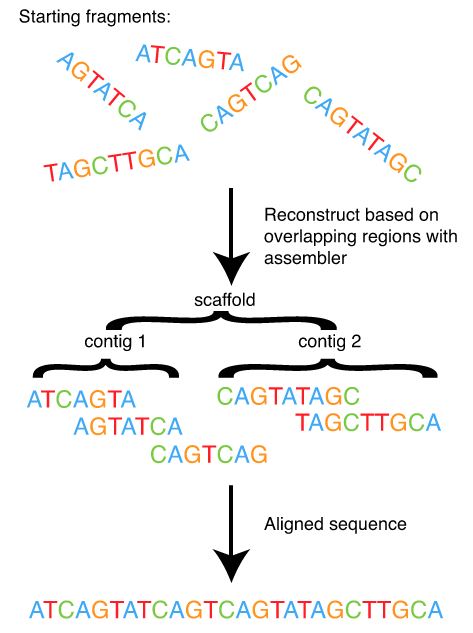 Starting fragments:
ATCAGTA
AGTATCA
CAGTCAG
CAGTATAGC
TAGCTTGCA
Reconstruct based on
overlapping regions with
assembler
scaffold
contig 1
contig 2
ATCAGTA
CAGTATAGC
AGTATCA
TAGCTTGCA
CAGTCAG
Aligned sequence
ATCAGTATCAGTCAGTATAGCTTGCA